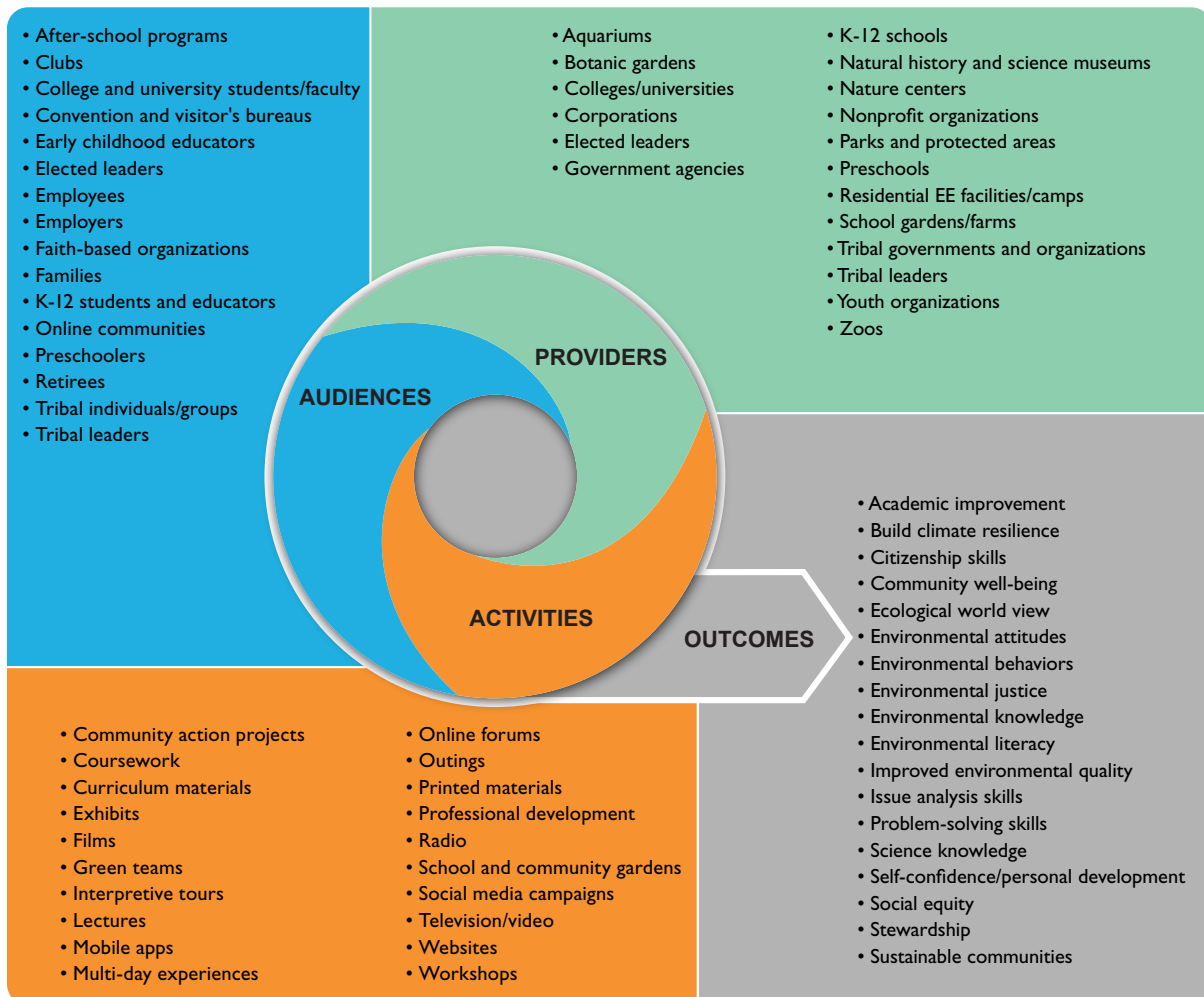 • After-school programs
• Clubs
• College and university students/faculty
• Convention and visitor's bureaus
• Early childhood educators
• Elected leaders
• Employees
• Employers
• Faith-based organizations
• Families
• K-12 students and educators
• Online communities
• Preschoolers
• Retirees
• Tribal individuals/groups
• Tribal leaders
• Aquariums
• Botanic gardens
• Colleges/universities
• Corporations
• Elected leaders
• Government agencies
• K-12 schools
• Natural history and science museums
• Nature centers
• Nonprofit organizations
• Parks and protected areas
• Preschools
• Residential EE facilities/camps
• School gardens/farms
• Tribal governments and organizations
• Tribal leaders
• Youth organizations
• Zoos
PROVIDERS
AUDIENCES
ACTIVITIES
OUTCOMES
• Academic improvement
• Build climate resilience
• Citizenship skills
• Community well-being
• Ecological world view
• Environmental attitudes
• Environmental behaviors
• Environmental justice
• Environmental knowledge
• Environmental literacy
• Improved environmental quality
• Issue analysis skills
• Problem-solving skills
• Science knowledge
• Self-confidence/personal development
• Social equity
• Stewardship
• Sustainable communities
• Community action projects
• Coursework
• Curriculum materials
• Exhibits
• Films
• Green teams
• Interpretive tours
• Lectures
• Mobile apps
• Multi-day experiences
• Online forums
• Outings
• Printed materials
• Professional development
• Radio
• School and community gardens
• Social media campaigns
• Television/video
• Websites
• Workshops